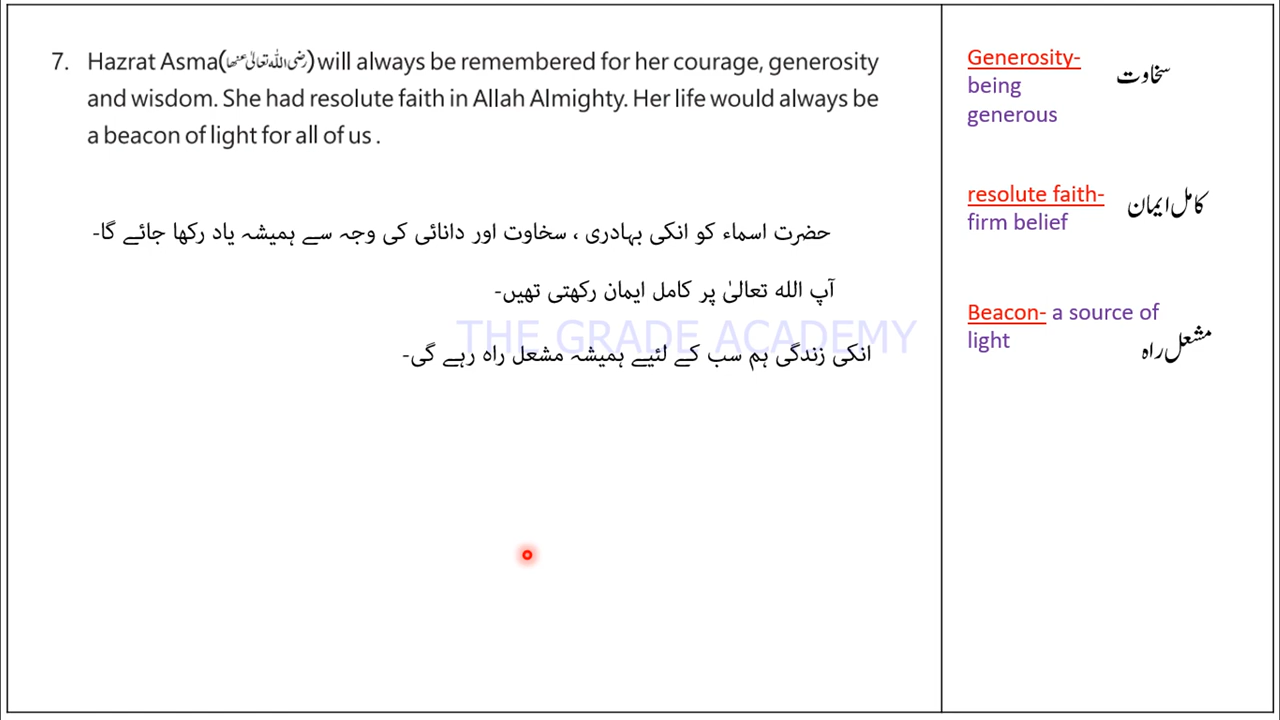 7. Hazrat Asma(رضی اللہ تعالیٰ عنھا) will always be remembered for her courage, generosity
and wisdom. She had resolute faith in Allah Almighty. Her life would always be
a beacon of light for all of us .
حضرت اسماء کو انکی بہادری ، سخاوت اور دانائی کی وجہ سے ہمیشہ یاد رکھا جائے گا-
آپ اللہ تعالیٰ پر کامل ایمان رکھتی تھیں-
THE GRADE ACADEMY
انکی زندگی ہم سب کے لئیے ہمیشہ مشعل راہ رہے گی-
Generosity- سخاوت
being
generous
resolute faith- کامل ایمان
firm belief
Beacon- a source of
light مشعل راہ